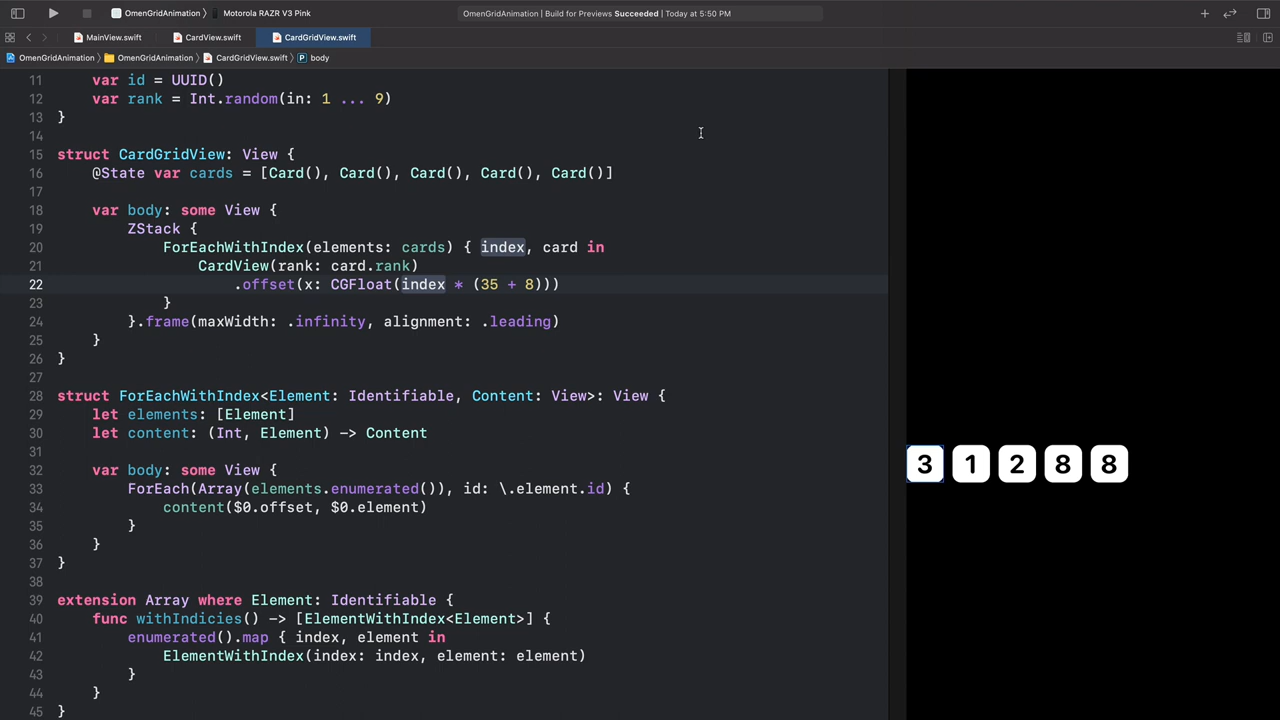 OmenGridAnimation 〉 Motorola RAZR V3 Pink
OmenGridAnimation | Build for Previews Succeeded | Today at 5:50 PM
MainView.swift CardView.swift CardGridView.swift
OmenGridAnimation 〉 OmenGridAnimation 〉 CardGridView.swift 〉 P body
11 var id = UUID()
12 var rank = Int.random(in: 1 ... 9)
13 }
14
15 struct CardGridView: View {
16 @State var cards = [Card(), Card(), Card(), Card(), Card()]
17
18 var body: some View {
19 ZStack {
20 ForEachWithIndex(elements: cards) { index, card in
21 CardView(rank: card.rank)
22 .offset(x: CGFloat(index * (35 + 8)))
23 }
24 }.frame(maxWidth: .infinity, alignment: .leading)
25 }
26 }
27
28 struct ForEachWithIndex<Element: Identifiable, Content: View>: View {
29 let elements: [Element]
30 let content: (Int, Element) -> Content
31
32 var body: some View {
33 ForEach(Array(elements.enumerated()), id: \.element.id) {
34 content($0.offset, $0.element)
35 }
36 }
37 }
38
39 extension Array where Element: Identifiable {
40 func withIndicies() -> [ElementWithIndex<Element>] {
41 enumerated().map { index, element in
42 ElementWithIndex(index: index, element: element)
43 }
44 }
45 }
3 1 2 8 8